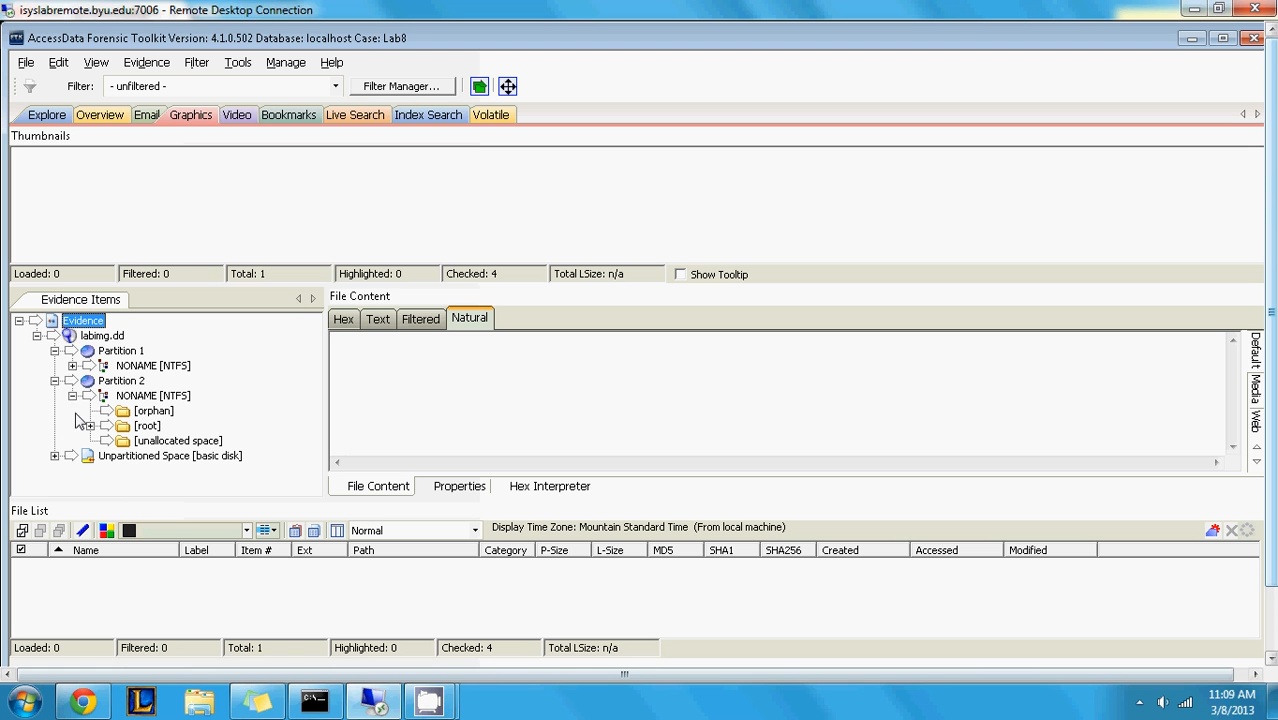 isyslabremote.byu.edu:7006 - Remote Desktop Connection
AccessData Forensic Toolkit Version: 4.1.0.502 Database: localhost Case: Lab8
File Edit View Evidence Filter Tools Manage Help
Filter: - unfiltered - Filter Manager...
Explore Overview Email Graphics Video Bookmarks Live Search Index Search Volatile
Thumbnails
Loaded: 0 Filtered: 0 Total: 1 Highlighted: 0 Checked: 4 Total LSize: n/a Show Tooltip
Evidence Items
Evidence
labimg.dd
Partition 1
NONAME [NTFS]
Partition 2
NONAME [NTFS]
[orphan]
[root]
[unallocated space]
Unpartitioned Space [basic disk]
File Content
Hex Text Filtered Natural
Default
Media
Web
File Content Properties Hex Interpreter
File List
Normal Display Time Zone: Mountain Standard Time (From local machine)
Name Label Item # Ext Path Category P-Size L-Size MD5 SHA1 SHA256 Created Accessed Modified
Loaded: 0 Filtered: 0 Total: 1 Highlighted: 0 Checked: 4 Total LSize: n/a
11:09 AM
3/8/2013